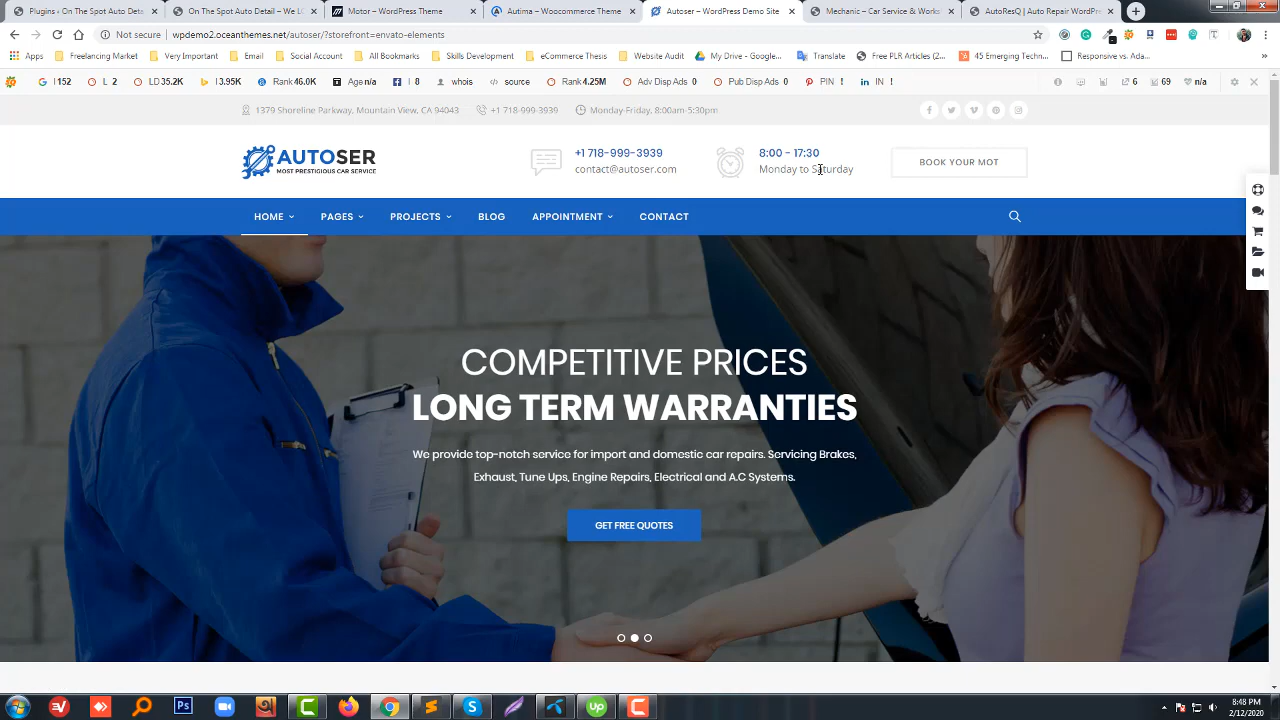 Plugins ‹ On The Spot Auto Deta
On The Spot Auto Detail – We LO
Motor – WordPress Theme
Autima – Woocommerce Theme
Autoser – WordPress Demo Site
Mechanic – Car Service & Works
AutoResQ | Auto Repair WordPre
Not secure
wpdemo2.oceanthemes.net/autoser/?storefront=envato-elements
Apps
Freelancing Market
Very Important
Email Account
All Bookmarks
Skilling
DESIGN
eCommerce Thesis
Website Audit
My Drive - Google...
Translate
Free PLR Articles (Over...
45 Emerging Techn...
Responsive vs. Ada...
I 152
L 2
LD 35.2K
I 3.95K
Rank 46.0K
Age n/a
I 8
whois
source
Rank 4.25M
Adv Disp Ads 0
Pub Disp Ads 0
PIN !
IN !
6
69
n/a
1379 Shoreline Parkway, Mountain View, CA 94043
+1 718-999-3939
Monday-Friday, 8:00am-5:30pm
AUTOSER
MOST PRESTIGIOUS CAR SERVICE
+1 718-999-3939
contact@autoser.com
8:00 - 17:30
Monday to Saturday
BOOK YOUR MOT
HOME
PAGES
PROJECTS
BLOG
APPOINTMENT
CONTACT
COMPETITIVE PRICES
LONG TERM WARRANTIES
We provide top-notch service for import and domestic car repairs. Servicing Brakes,
Exhaust, Tune Ups, Engine Repairs, Electrical and A.C Systems.
GET FREE QUOTES
8:48 PM
2/12/2020